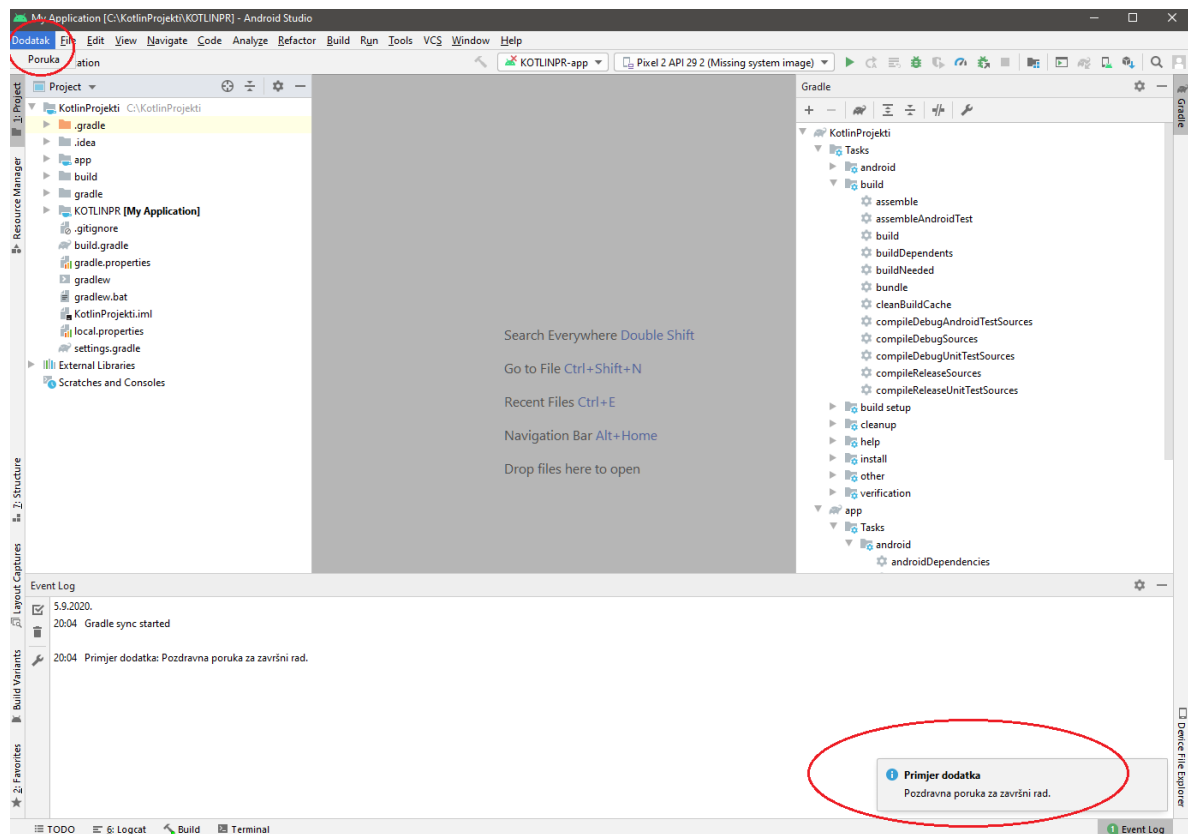 My Application [C:\KotlinProjekti\KOTLINPR] - Android Studio
Dodatak File Edit View Navigate Code Analyze Refactor Build Run Tools VCS Window Help
Poruka ation
KOTLINPR-app
Pixel 2 API 29 2 (Missing system image)
1: Project
Resource Manager
7: Structure
Layout Captures
Build Variants
2: Favorites
Project
KotlinProjekti C:\KotlinProjekti
.gradle
.idea
app
build
gradle
KOTLINPR [My Application]
.gitignore
build.gradle
gradle.properties
gradlew
gradlew.bat
KotlinProjekti.iml
local.properties
settings.gradle
External Libraries
Scratches and Consoles
Search Everywhere Double Shift
Go to File Ctrl+Shift+N
Recent Files Ctrl+E
Navigation Bar Alt+Home
Drop files here to open
Gradle
KotlinProjekti
Tasks
android
build
assemble
assembleAndroidTest
build
buildDependents
buildNeeded
bundle
cleanBuildCache
compileDebugAndroidTestSources
compileDebugSources
compileDebugUnitTestSources
compileReleaseSources
compileReleaseUnitTestSources
build setup
cleanup
help
install
other
verification
app
Tasks
android
androidDependencies
Gradle
Device File Explorer
Event Log
5.9.2020.
20:04 Gradle sync started
20:04 Primjer dodatka: Pozdravna poruka za završni rad.
Primjer dodatka
Pozdravna poruka za završni rad.
TODO 6: Logcat Build Terminal
1 Event Log